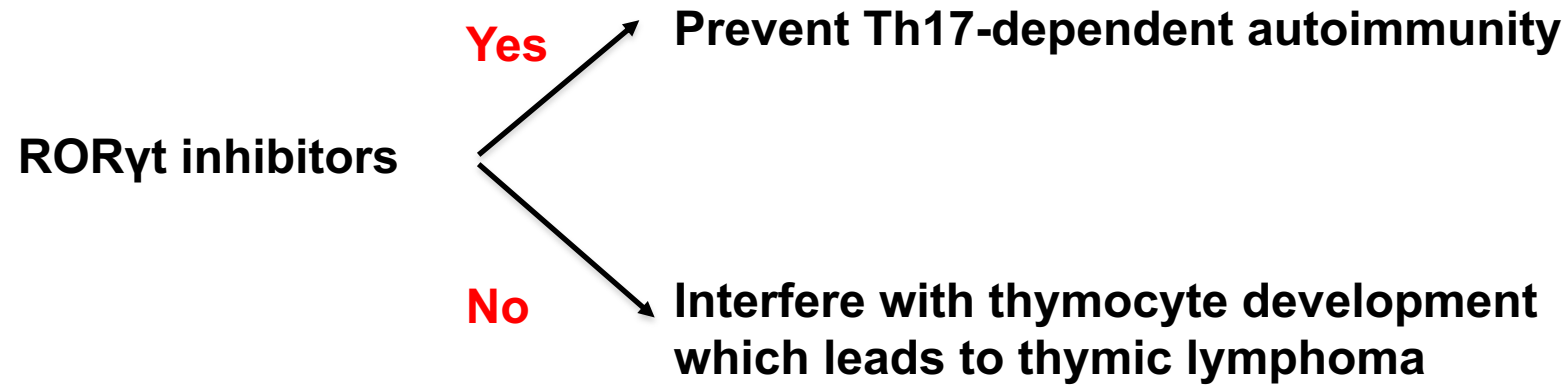 Yes
Prevent Th17-dependent autoimmunity
RORγt inhibitors
No
Interfere with thymocyte development
which leads to thymic lymphoma